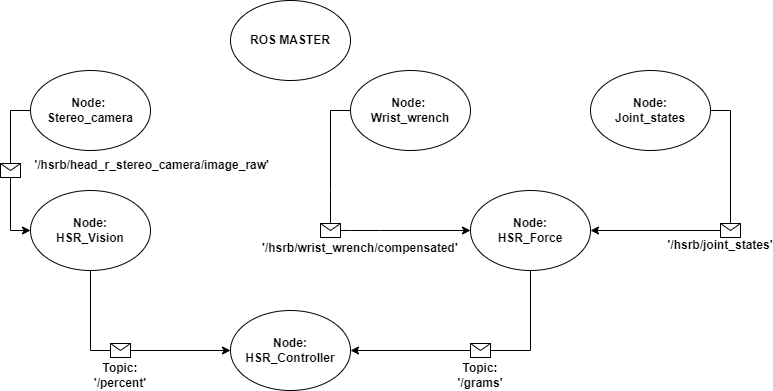 ROS MASTER
Node:
Stereo_camera
Node:
Wrist_wrench
Node:
Joint_states
'/hsrb/head_r_stereo_camera/image_raw'
Node:
HSR_Vision
Node:
HSR_Force
'/hsrb/wrist_wrench/compensated'
'/hsrb/joint_states'
Node:
HSR_Controller
Topic:
'/percent'
Topic:
'/grams'